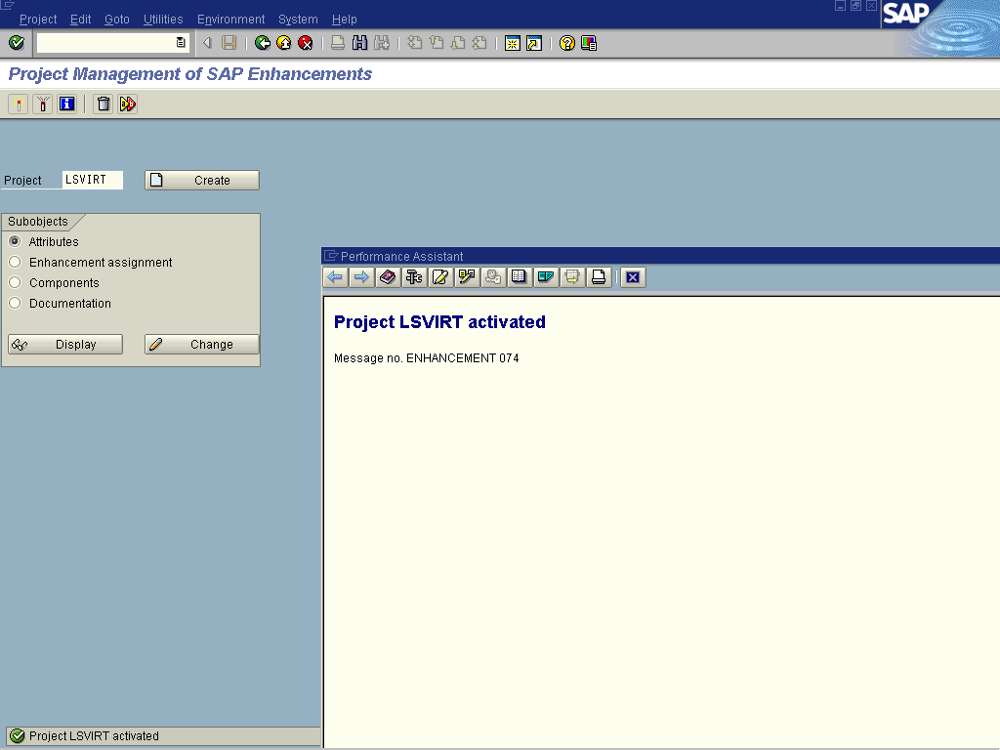 Project Edit Goto Utilities Environment System Help
SAP
Project Management of SAP Enhancements
Project LSVIRT Create
Subobjects
Attributes
Enhancement assignment
Components
Documentation
Display Change
Performance Assistant
Project LSVIRT activated
Message no. ENHANCEMENT 074
Project LSVIRT activated